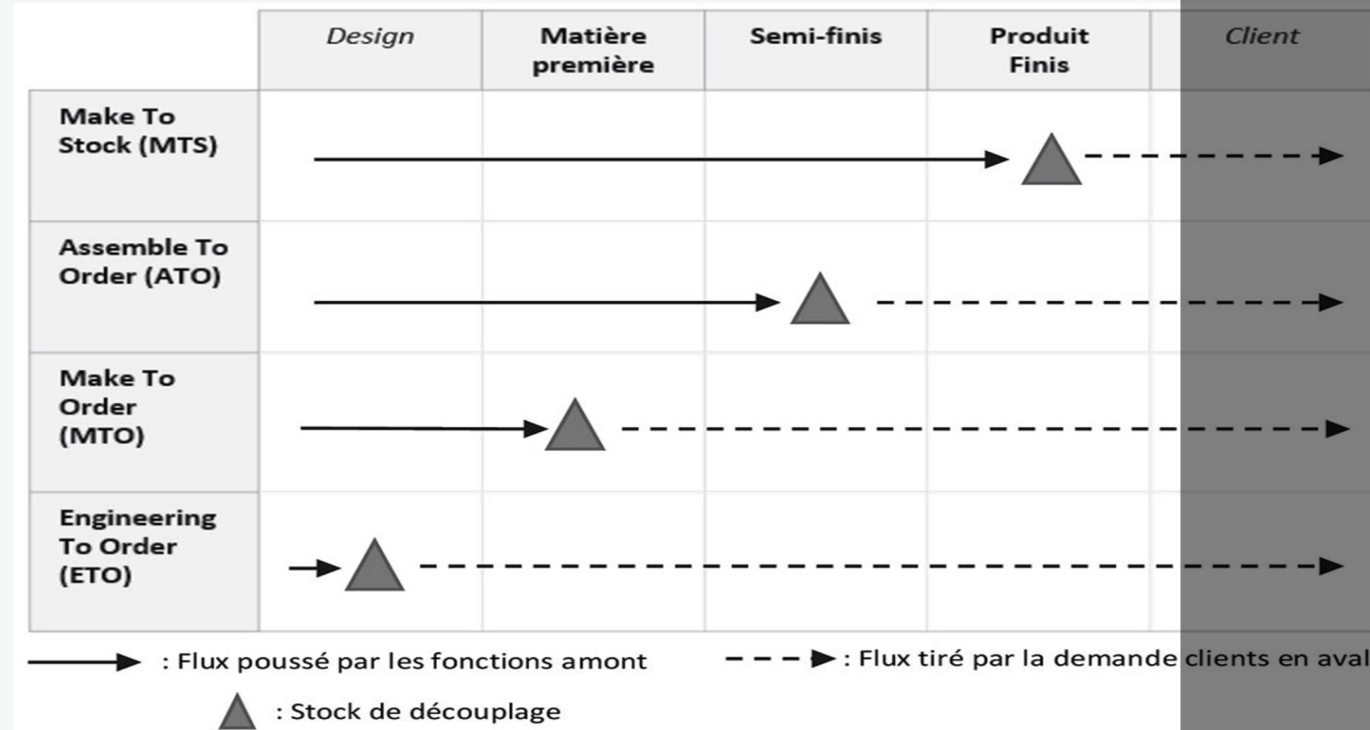 Design
Matière
première
Semi-finis
Produit
Finis
Client
Make To
Stock (MTS)
Assemble To
Order (ATO)
Make To
Order
(MTO)
Engineering
To Order
(ETO)
: Flux poussé par les fonctions amont
: Flux tiré par la demande clients en aval
: Stock de découplage